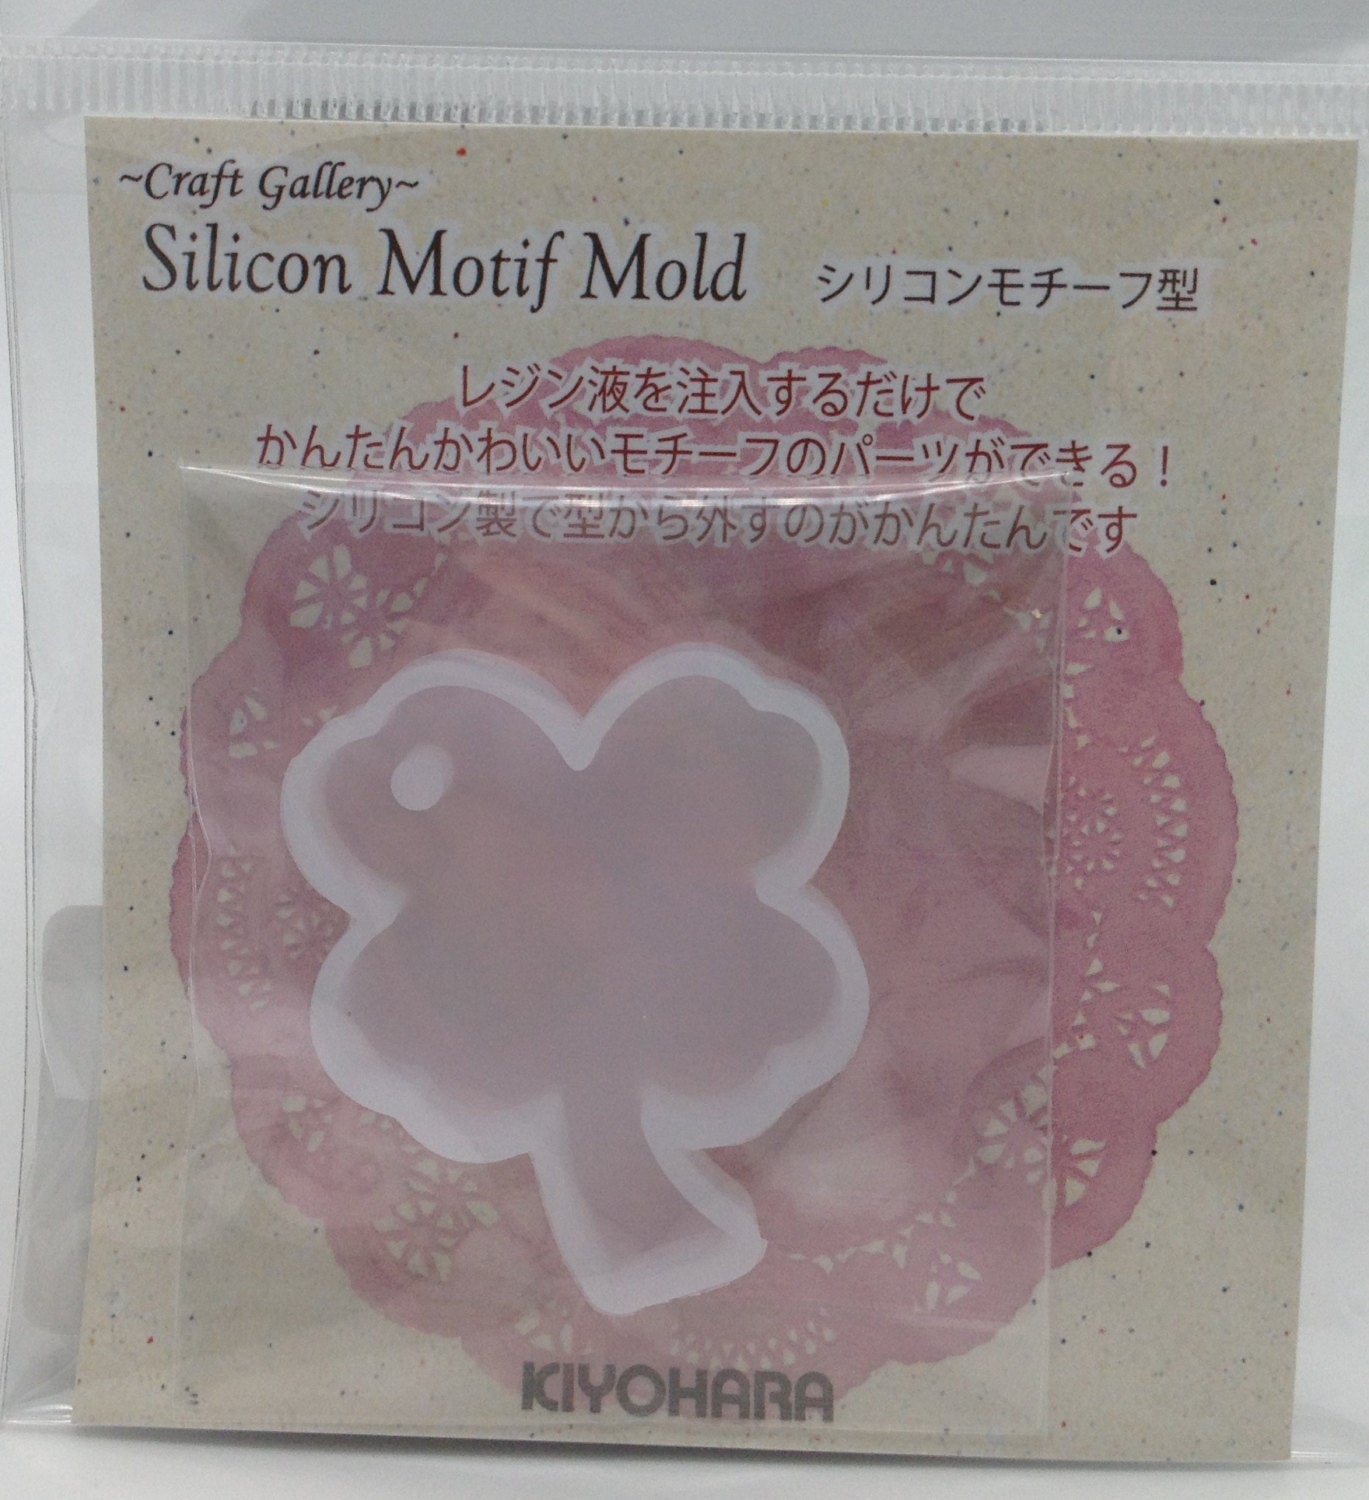 ~Craft Gallery~
Silicon Motif Mold シリコンモチーフ型
レジン液を注入するだけで
かんたんかわいいモチーフのパーツができる！
シリコン製で型から外すのがかんたんです
KIYOHARA